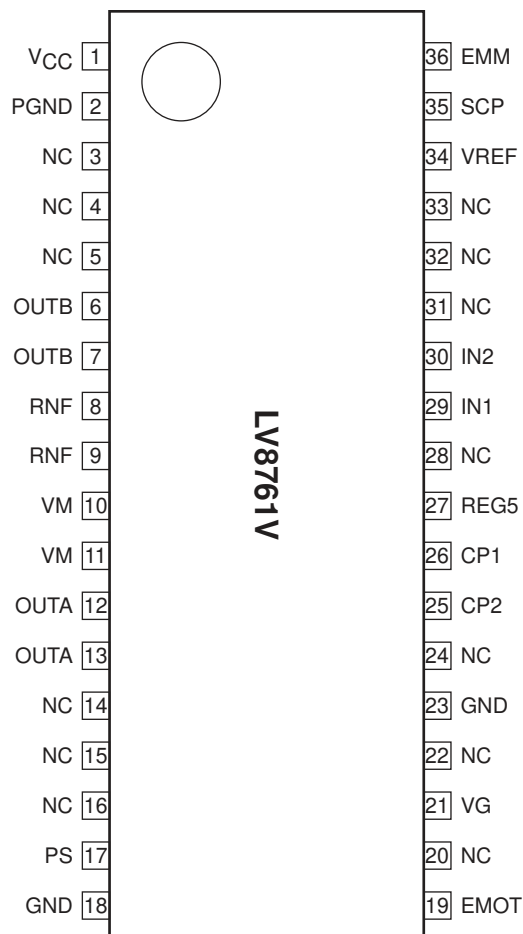 VCC 1 36 EMM
PGND 2 35 SCP
NC 3 34 VREF
NC 4 33 NC
NC 5 32 NC
OUTB 6 31 NC
OUTB 7 30 IN2
RNF 8 29 IN1
RNF 9 28 NC
VM 10 27 REG5
VM 11 26 CP1
OUTA 12 25 CP2
OUTA 13 24 NC
NC 14 23 GND
NC 15 22 NC
NC 16 21 VG
PS 17 20 NC
GND 18 19 EMOT
LV8761V